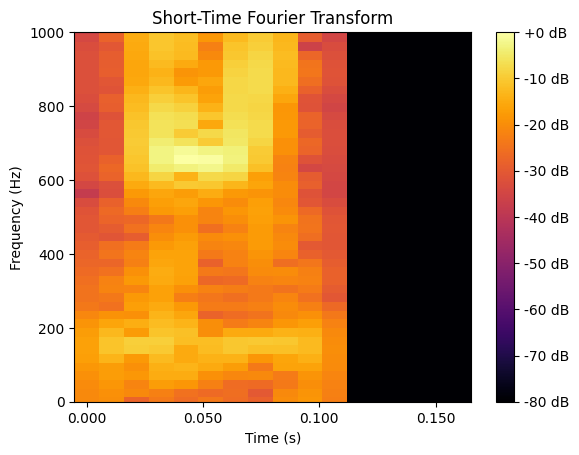 Short-Time Fourier Transform
Frequency (Hz)
1000
800
600
400
200
0
0.000
0.050
0.100
0.150
Time (s)
+0 dB
-10 dB
-20 dB
-30 dB
-40 dB
-50 dB
-60 dB
-70 dB
-80 dB